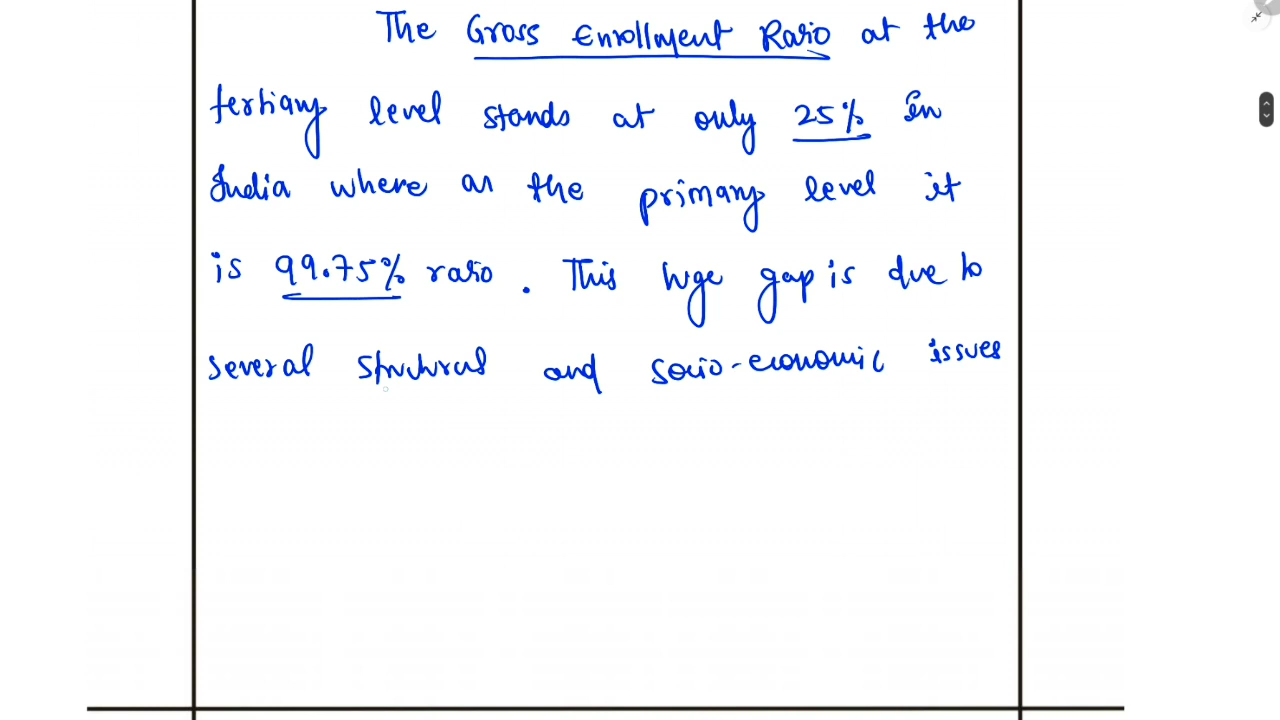 The Gross Enrollment Ratio at the
tertiary level stands at only 25% in
India where as the primary level it
is 99.75% ratio. This huge gap is due to
several structural and socio-economic issues